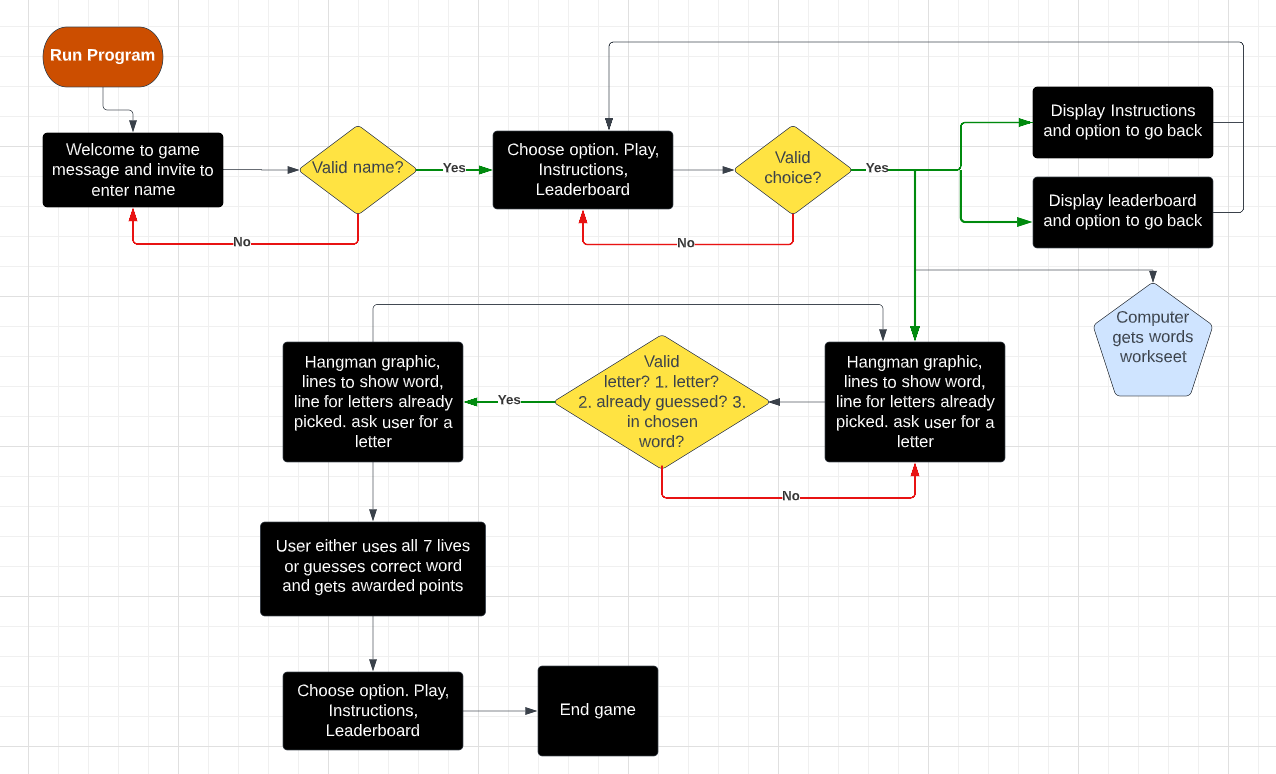 Run Program
Welcome to game
message and invite to
enter name
Valid name?
Yes
No
Choose option. Play,
Instructions,
Leaderboard
Valid
choice?
Yes
No
Display Instructions
and option to go back
Display leaderboard
and option to go back
Computer
gets words
workseet
Hangman graphic,
lines to show word,
line for letters already
picked. ask user for a
letter
Valid
letter? 1. letter?
2. already guessed? 3.
in chosen
word?
No
Yes
Hangman graphic,
lines to show word,
line for letters already
picked. ask user for a
letter
User either uses all 7 lives
or guesses correct word
and gets awarded points
Choose option. Play,
Instructions,
Leaderboard
End game